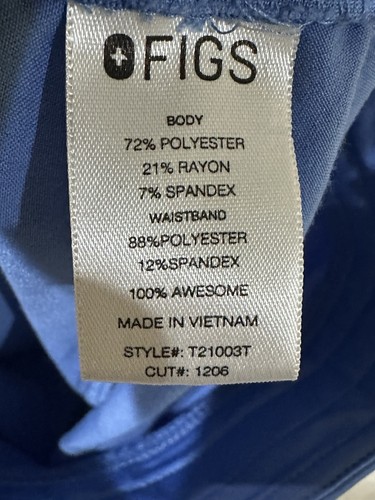 FIGS
BODY
72% POLYESTER
21% RAYON
7% SPANDEX
WAISTBAND
88%POLYESTER
12%SPANDEX
100% AWESOME
MADE IN VIETNAM
STYLE#: T21003T
CUT#: 1206